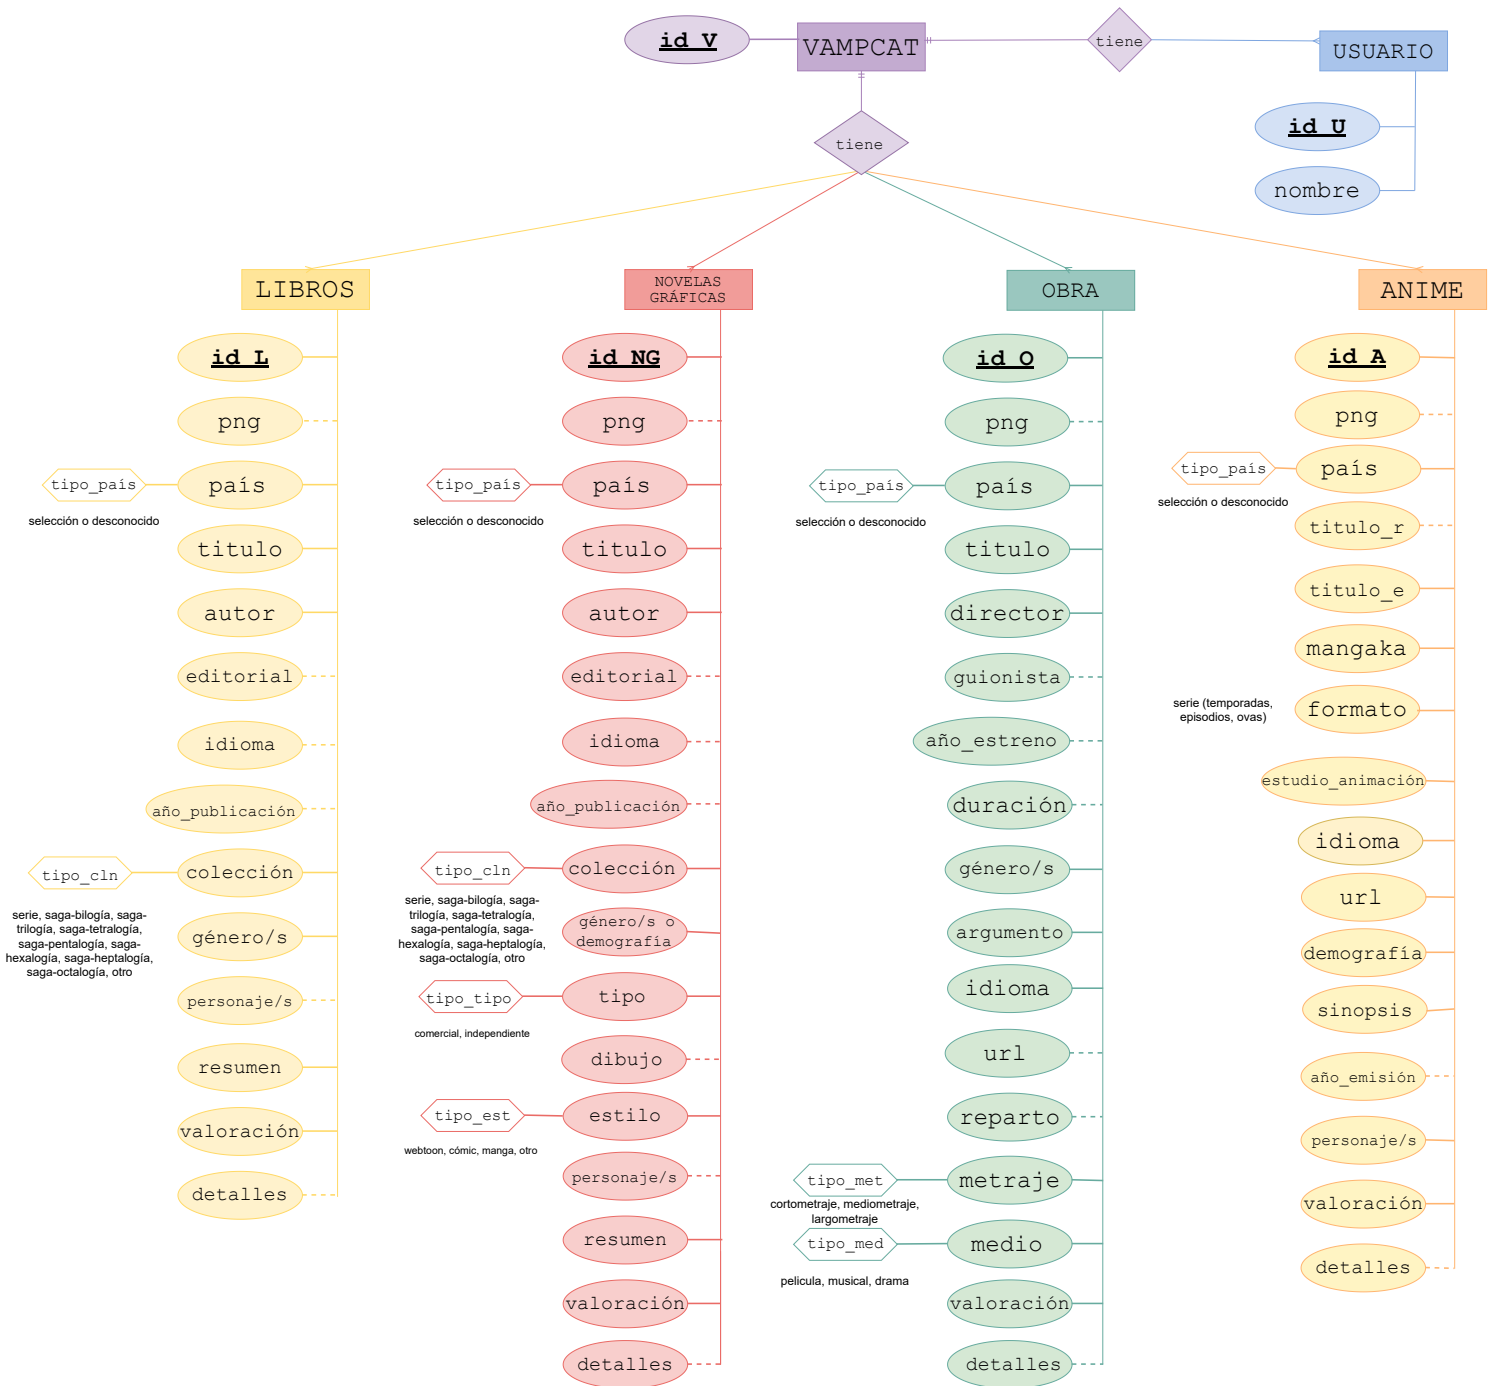 id_V
VAMPCAT
tiene
USUARIO
id_U
nombre
tiene
LIBROS
id_L
png
tipo_país
país
selección o desconocido
titulo
autor
editorial
idioma
año_publicación
tipo_cln
colección
serie, saga-bilogía, saga-
trilogía, saga-tetralogía,
saga-pentalogía, saga-
hexalogía, saga-heptalogía,
saga-octalogía, otro
género/s
personaje/s
resumen
valoración
detalles
NOVELAS
GRÁFICAS
id_NG
png
tipo_país
país
selección o desconocido
titulo
autor
editorial
idioma
año_publicación
tipo_cln
colección
serie, saga-bilogía, saga-
trilogía, saga-tetralogía,
saga-pentalogía, saga-
hexalogía, saga-heptalogía,
saga-octalogía, otro
género/s o
demografía
tipo_tipo
tipo
comercial, independiente
dibujo
tipo_est
estilo
webtoon, cómic, manga, otro
personaje/s
resumen
valoración
detalles
OBRA
id_O
png
tipo_país
país
selección o desconocido
titulo
director
guionista
año_estreno
duración
género/s
argumento
idioma
url
reparto
tipo_met
metraje
cortometraje, mediometraje,
largometraje
tipo_med
medio
pelicula, musical, drama
valoración
detalles
ANIME
id_A
png
tipo_país
país
selección o desconocido
titulo_r
titulo_e
mangaka
formato
serie (temporadas,
episodios, ovas)
estudio_animación
idioma
url
demografía
sinopsis
año_emisión
personaje/s
valoración
detalles